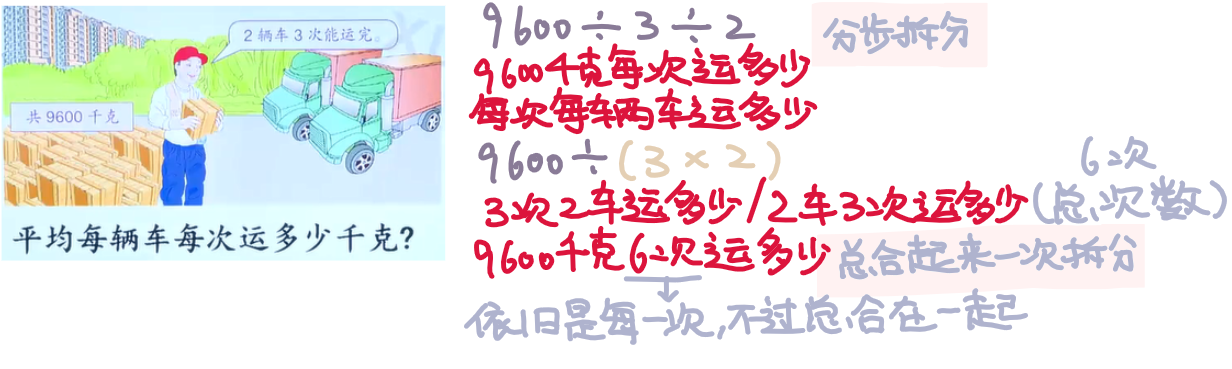 2 辆车 3 次能运完。
共 9600 千克
平均每辆车每次运多少千克?
9600÷3÷2
分步拆分
9600千克每次运多少
每次每车两车运多少
9600÷(3×2)
6次
3次2车运多少/2车3次运多少
(总次数)
9600千克6次运多少
总合起来一次拆分
依旧是每一次,不过总合在一起